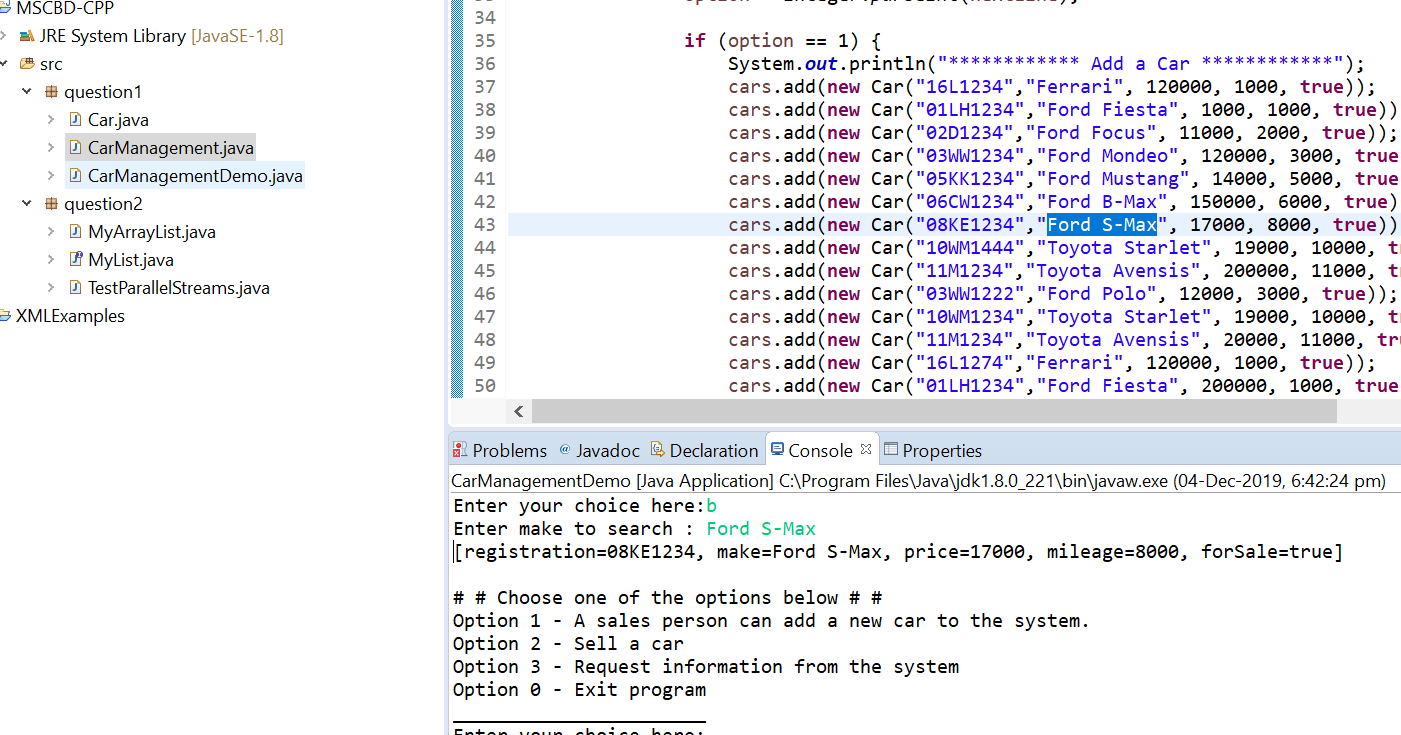 MSCBD-CPP
JRE System Library [JavaSE-1.8]
src
question1
Car.java
CarManagement.java
CarManagementDemo.java
question2
MyArrayList.java
MyList.java
TestParallelStreams.java
XMLExamples
34
35 if (option == 1) {
36 System.out.println("************ Add a Car ************");
37 cars.add(new Car("16L1234","Ferrari", 120000, 1000, true));
38 cars.add(new Car("01LH1234","Ford Fiesta", 1000, 1000, true))
39 cars.add(new Car("02D1234","Ford Focus", 11000, 2000, true));
40 cars.add(new Car("03WW1234","Ford Mondeo", 120000, 3000, true
41 cars.add(new Car("05KK1234","Ford Mustang", 14000, 5000, true
42 cars.add(new Car("06CW1234","Ford B-Max", 150000, 6000, true)
43 cars.add(new Car("08KE1234","Ford S-Max", 17000, 8000, true))
44 cars.add(new Car("10WM1444","Toyota Starlet", 19000, 10000, t
45 cars.add(new Car("11M1234","Toyota Avensis", 200000, 11000, t
46 cars.add(new Car("03WW1222","Ford Polo", 12000, 3000, true));
47 cars.add(new Car("10WM1234","Toyota Starlet", 19000, 10000, t
48 cars.add(new Car("11M1234","Toyota Avensis", 20000, 11000, tr
49 cars.add(new Car("16L1274","Ferrari", 120000, 1000, true));
50 cars.add(new Car("01LH1234","Ford Fiesta", 200000, 1000, true
Problems Javadoc Declaration Console Properties
CarManagementDemo [Java Application] C:\Program Files\Java\jdk1.8.0_221\bin\javaw.exe (04-Dec-2019, 6:42:24 pm)
Enter your choice here:b
Enter make to search : Ford S-Max
[registration=08KE1234, make=Ford S-Max, price=17000, mileage=8000, forSale=true]
# # Choose one of the options below # #
Option 1 - A sales person can add a new car to the system.
Option 2 - Sell a car
Option 3 - Request information from the system
Option 0 - Exit program
_______________________
Enter your choice here: